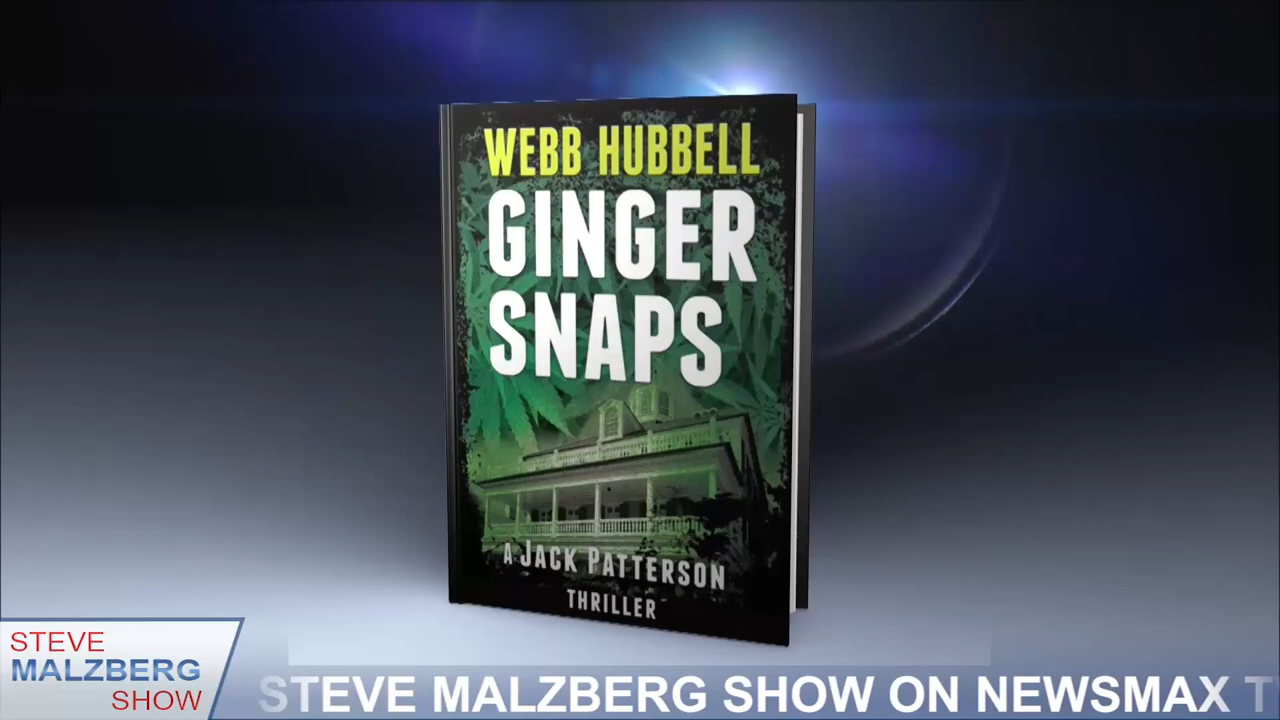 WEBB HUBBELL
GINGER
SNAPS
A JACK PATTERSON
THRILLER
STEVE
MALZBERG
SHOW
STEVE MALZBERG SHOW ON NEWSMAX T